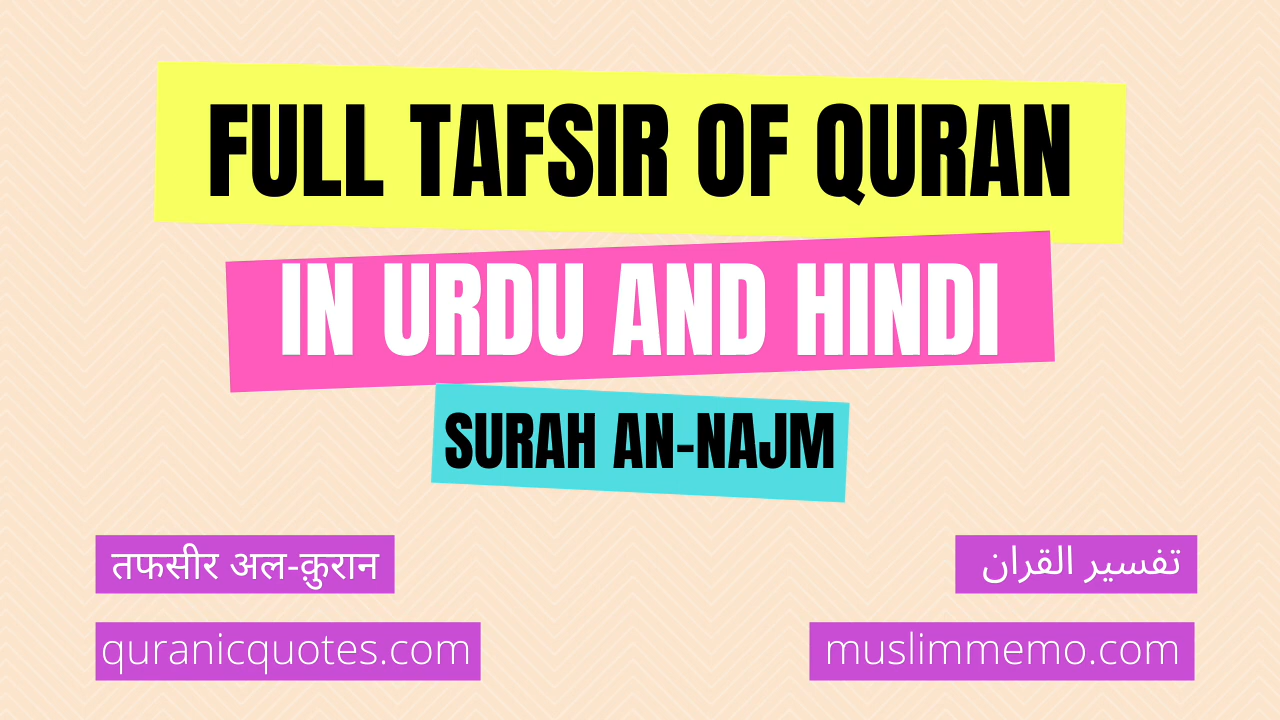 FULL TAFSIR OF QURAN
IN URDU AND HINDI
SURAH AN-NAJM
तफसीर अल-क़ुरान
تفسير القران
quranicquotes.com
muslimmemo.com